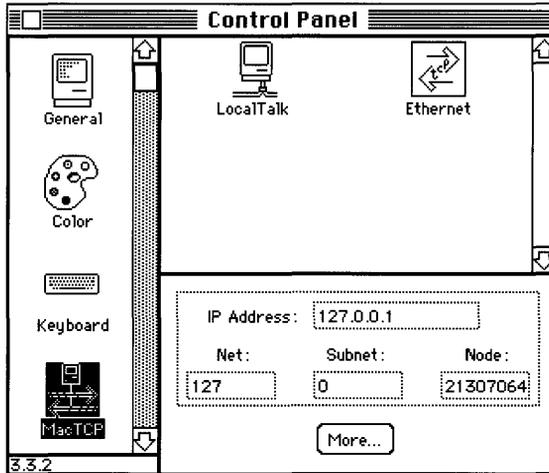 Control Panel
General
Color
Keyboard
MacTCP
3.3.2
LocalTalk
tcp
Ethernet
IP Address: 127.0.0.1
Net: Subnet: Node:
127 0 21307064
More...